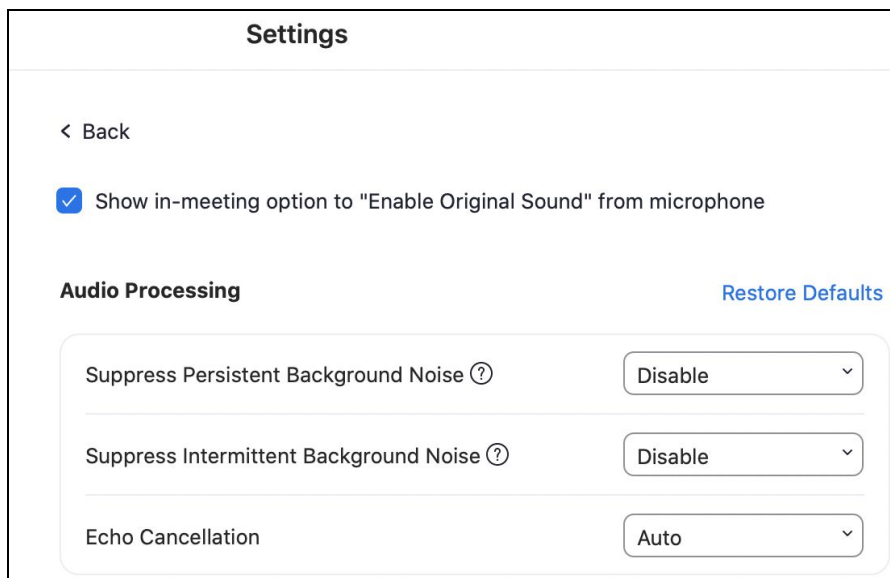 Settings
< Back
Show in-meeting option to "Enable Original Sound" from microphone
Audio Processing
Restore Defaults
Suppress Persistent Background Noise ?
Disable
Suppress Intermittent Background Noise ?
Disable
Echo Cancellation
Auto